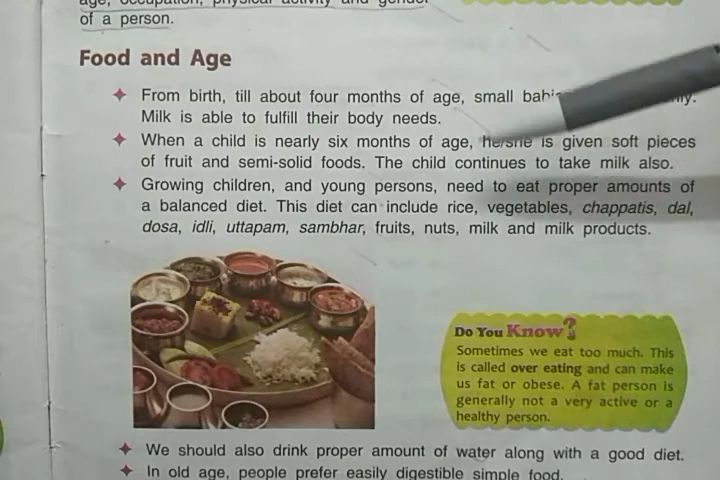 age, occupation, physical activity and gender
of a person.
Food and Age
✦ From birth, till about four months of age, small
Milk is able to fulfill their body needs.
✦ When a child is nearly six months of age, he/she is given soft pieces
of fruit and semi-solid foods. The child continues to take milk also.
✦ Growing children, and young persons, need to eat proper amounts of
a balanced diet. This diet can include rice, vegetables, chappatis, dal,
dosa, idli, uttapam, sambhar, fruits, nuts, milk and milk products.
Do You Know?
Sometimes we eat too much. This
is called over eating and can make
us fat or obese. A fat person is
generally not a very active or a
healthy person.
✦ We should also drink proper amount of water along with a good diet.
✦ In old age, people prefer easily digestible simple food.